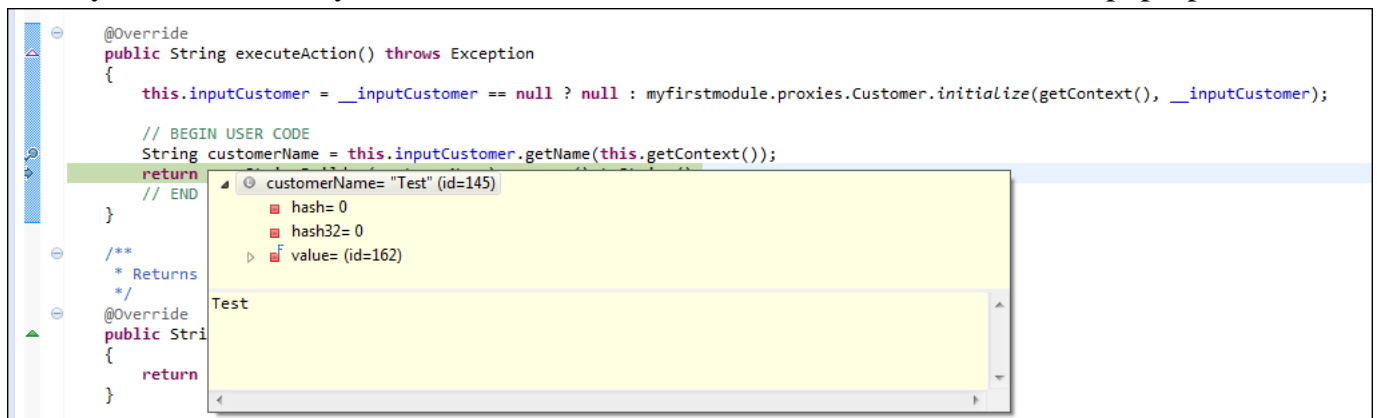 @Override
public String executeAction() throws Exception
{
this.inputCustomer = __inputCustomer == null ? null : myfirstmodule.proxies.Customer.initialize(getContext(), __inputCustomer);
// BEGIN USER CODE
String customerName = this.inputCustomer.getName(this.getContext());
return
customerName= "Test" (id=145)
// END
hash= 0
}
hash32= 0
/**
value= (id=162)
* Returns
*/
Test
@Override
public Stri
{
return
}